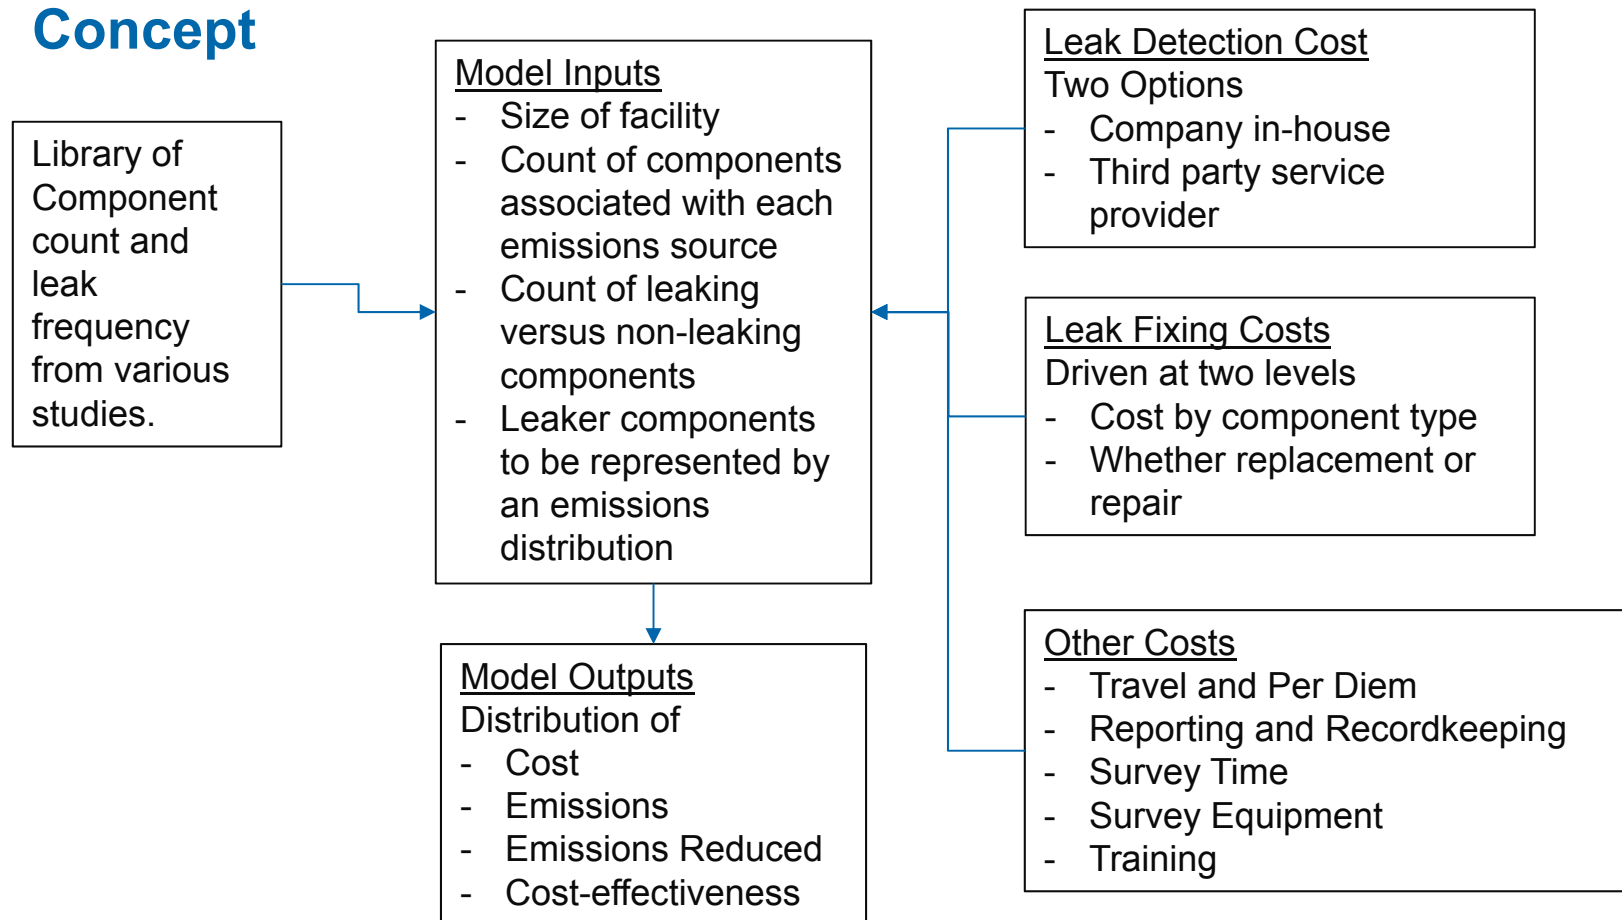 Concept
Library of
Component
count and
leak
frequency
from various
studies.
Model Inputs
- Size of facility
- Count of components
associated with each
emissions source
- Count of leaking
versus non-leaking
components
- Leaker components
to be represented by
an emissions
distribution
Model Outputs
Distribution of
- Cost
- Emissions
- Emissions Reduced
- Cost-effectiveness
Leak Detection Cost
Two Options
- Company in-house
- Third party service
provider
Leak Fixing Costs
Driven at two levels
- Cost by component type
- Whether replacement or
repair
Other Costs
- Travel and Per Diem
- Reporting and Recordkeeping
- Survey Time
- Survey Equipment
- Training